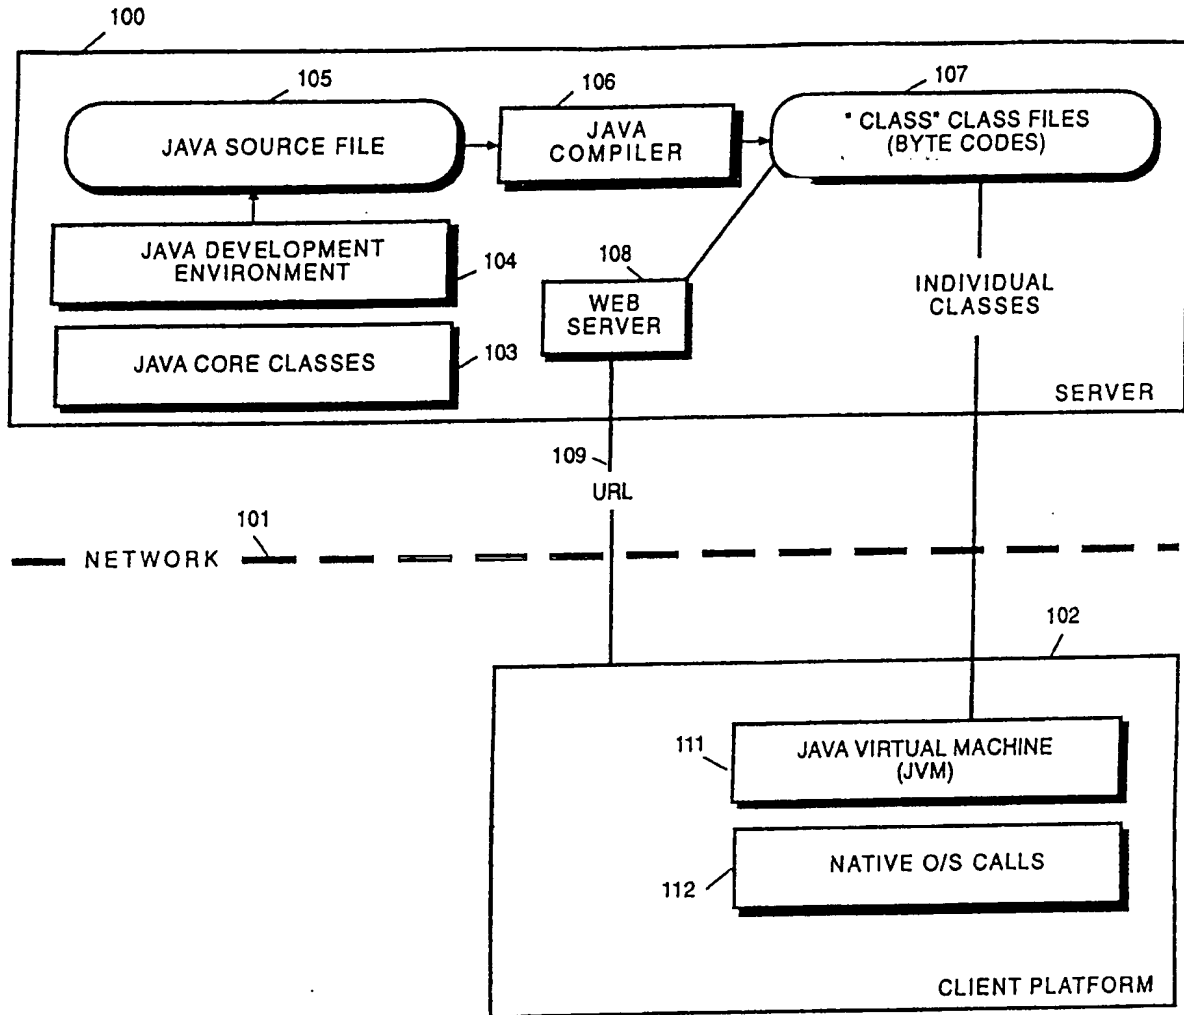 100
105
106
107
JAVA SOURCE FILE
JAVA
COMPILER
" CLASS" CLASS FILES
(BYTE CODES)
JAVA DEVELOPMENT
ENVIRONMENT
104
108
WEB
SERVER
INDIVIDUAL
CLASSES
JAVA CORE CLASSES
103
SERVER
109
URL
101
NETWORK
102
111
JAVA VIRTUAL MACHINE
(JVM)
112
NATIVE O/S CALLS
CLIENT PLATFORM